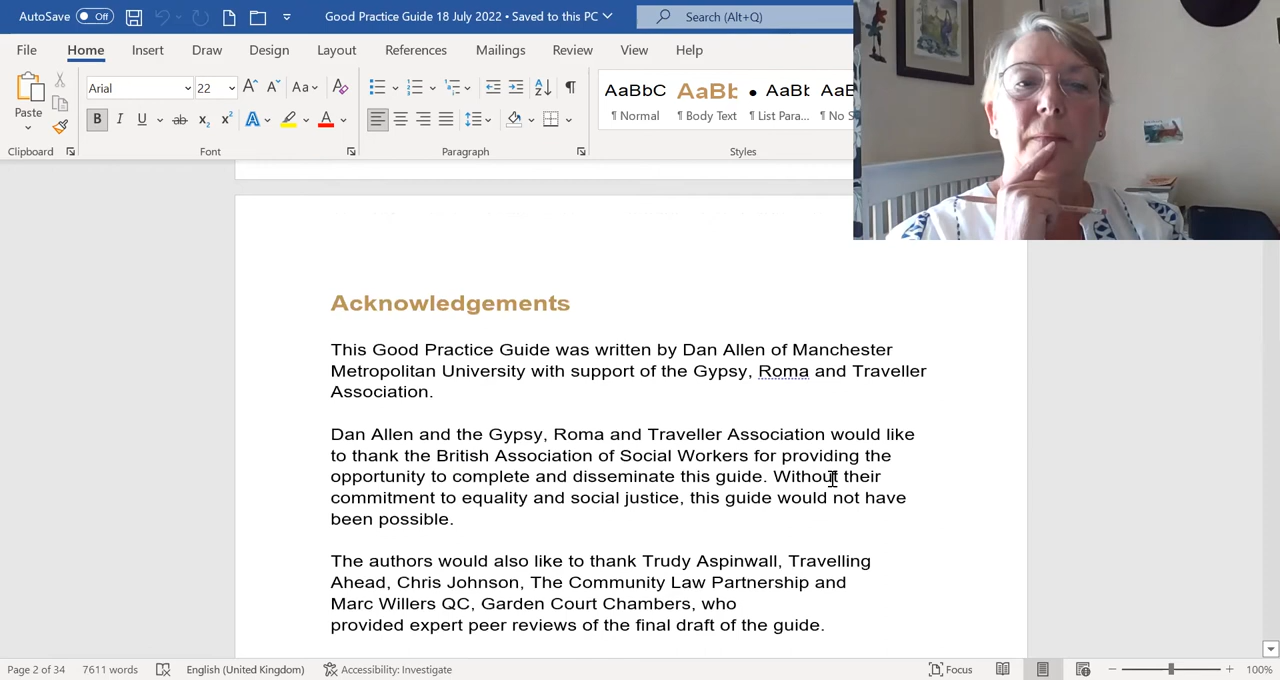 AutoSave Off Good Practice Guide 18 July 2022 • Saved to this PC Search (Alt+Q)
File Home Insert Draw Design Layout References Mailings Review View Help
Arial 22 Aa
Paste
AaBbC AaBb AaBb AaB
¶ Normal ¶ Body Text ¶ List Para... ¶ No S
Clipboard Font Paragraph Styles
Acknowledgements
This Good Practice Guide was written by Dan Allen of Manchester
Metropolitan University with support of the Gypsy, Roma and Traveller
Association.
Dan Allen and the Gypsy, Roma and Traveller Association would like
to thank the British Association of Social Workers for providing the
opportunity to complete and disseminate this guide. Without their
commitment to equality and social justice, this guide would not have
been possible.
The authors would also like to thank Trudy Aspinwall, Travelling
Ahead, Chris Johnson, The Community Law Partnership and
Marc Willers QC, Garden Court Chambers, who
provided expert peer reviews of the final draft of the guide.
Page 2 of 34 7611 words English (United Kingdom) Accessibility: Investigate Focus 100%